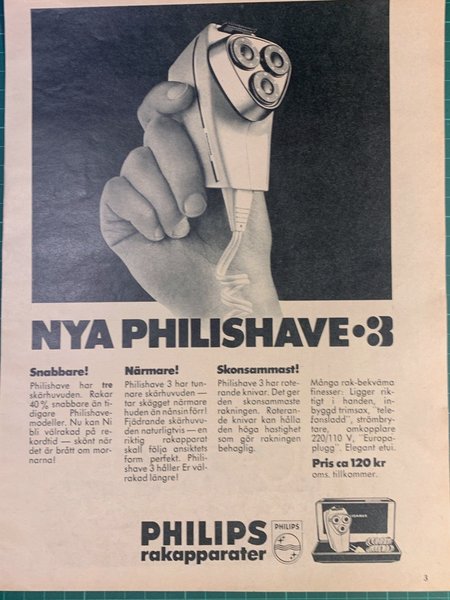 NYA PHILISHAVE•3
Snabbare!
Philishave har tre
skärhuvuden. Rakar
40% snabbare än ti-
digare Philishave-
modeller. Nu kan Ni
bli välrakad på re-
kordtid — skönt när
det är brått om mor-
narna!
Närmare!
Philishave 3 har tun-
nare skärhuvuden —
tar skägget närmare
huden än nånsin förr!
Fjädrande skärhuvu-
den naturligtvis — en
riktig rakapparat
skall följa ansiktets
form perfekt. Phili-
shave 3 håller Er väl-
rakad längre!
Skonsammast!
Philishave 3 har rote-
rande knivar. Det ger
den skonsammaste
rakningen. Roteran-
de knivar kan hålla
den höga hastighet
som gör rakningen
behaglig.
Många rak-bekväma
finesser: Ligger rik-
tigt i handen, in-
byggd trimsax, "tele-
fonsladd", strömbry-
tare, omkopplare
220/110 V, "Europa-
plugg". Elegant etui.
Pris ca 120 kr
oms. tillkommer.
PHILIPS
rakapparater
PHILIPS
3